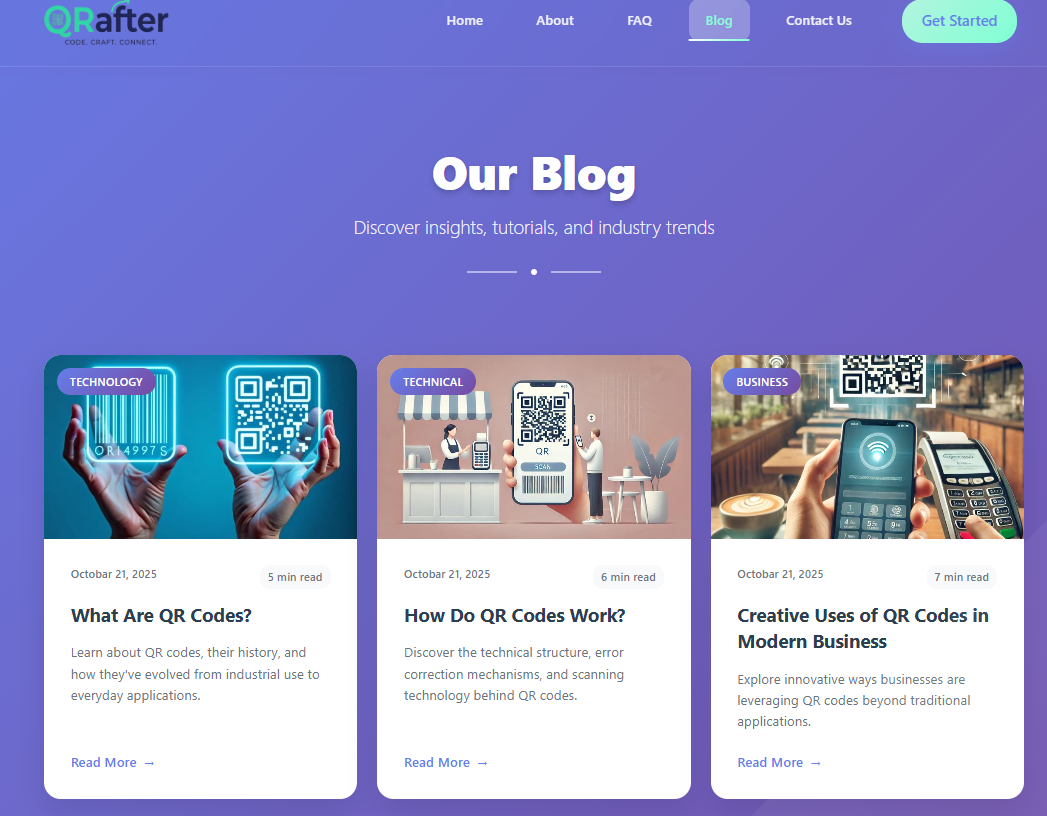 QRafter
CODE. CRAFT. CONNECT.
Home
About
FAQ
Blog
Contact Us
Get Started
Our Blog
Discover insights, tutorials, and industry trends
TECHNOLOGY
TECHNICAL
QR
SCAN
BUSINESS
Octobar 21, 2025
5 min read
What Are QR Codes?
Learn about QR codes, their history, and
how they've evolved from industrial use to
everyday applications.
Read More →
Octobar 21, 2025
6 min read
How Do QR Codes Work?
Discover the technical structure, error
correction mechanisms, and scanning
technology behind QR codes.
Read More →
Octobar 21, 2025
7 min read
Creative Uses of QR Codes in
Modern Business
Explore innovative ways businesses are
leveraging QR codes beyond traditional
applications.
Read More →